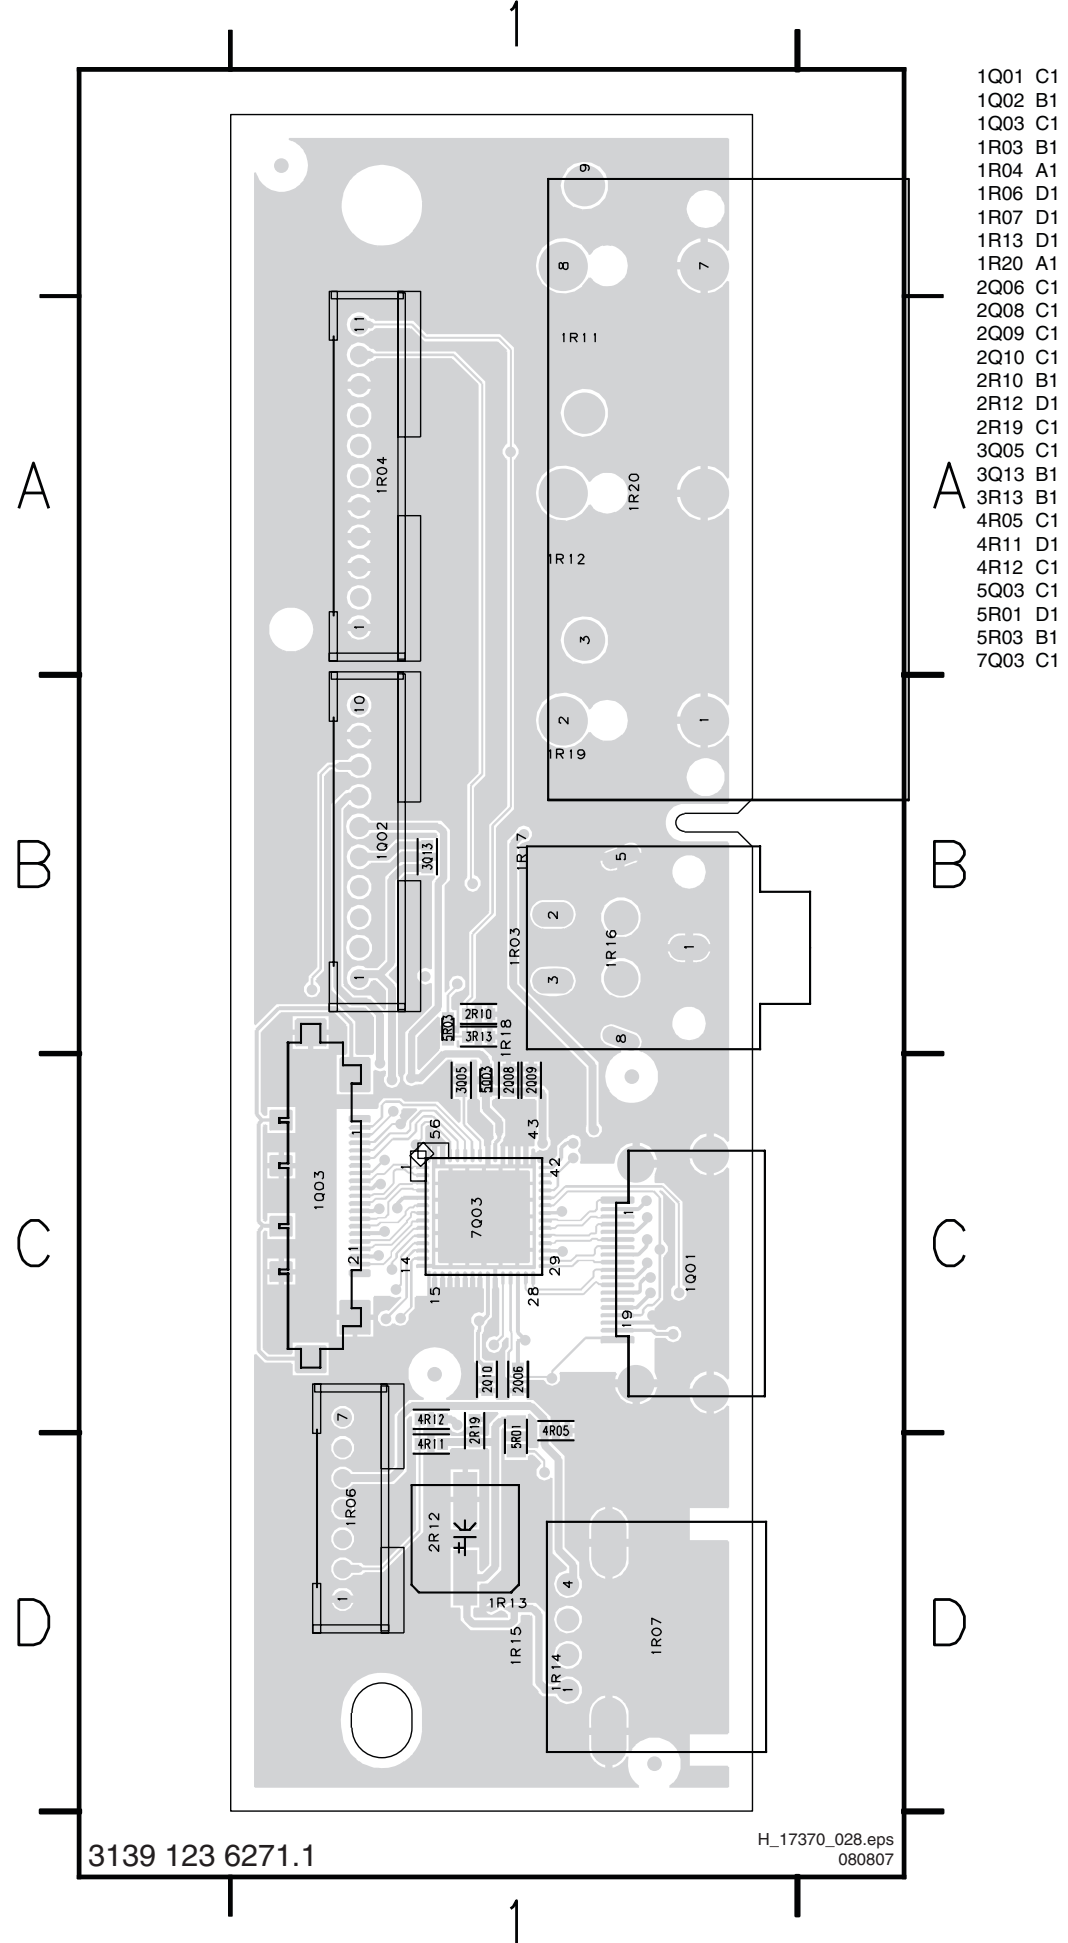 1
1Q01 C1
1Q02 B1
1Q03 C1
1R03 B1
1R04 A1
1R06 D1
1R07 D1
1R13 D1
1R20 A1
2Q06 C1
2Q08 C1
2Q09 C1
2Q10 C1
2R10 B1
2R12 D1
2R19 C1
3Q05 C1
3Q13 B1
3R13 B1
4R05 C1
4R11 D1
4R12 C1
5Q03 C1
5R01 D1
5R03 B1
7Q03 C1
9
8
7
11
1R11
1R04
A
1R20
A
1R12
1
3
10
2
1
1R19
1Q02
3Q13
1R17
5
B
B
2
1R03
1R16
1
1
3
5R03
2R10
3R13
1R18
8
3Q05
5Q03
2Q08
2Q09
1
56
43
1
42
1Q03
7Q03
1
C
C
21
14
29
1Q01
15
28
19
2Q10
2Q06
7
4R12
4R11
2R19
5R01
4R05
1R06
2R12
+
1
4
1R13
D
1R15
1R07
D
1R14
1
3139 123 6271.1
H_17370_028.eps
080807
1